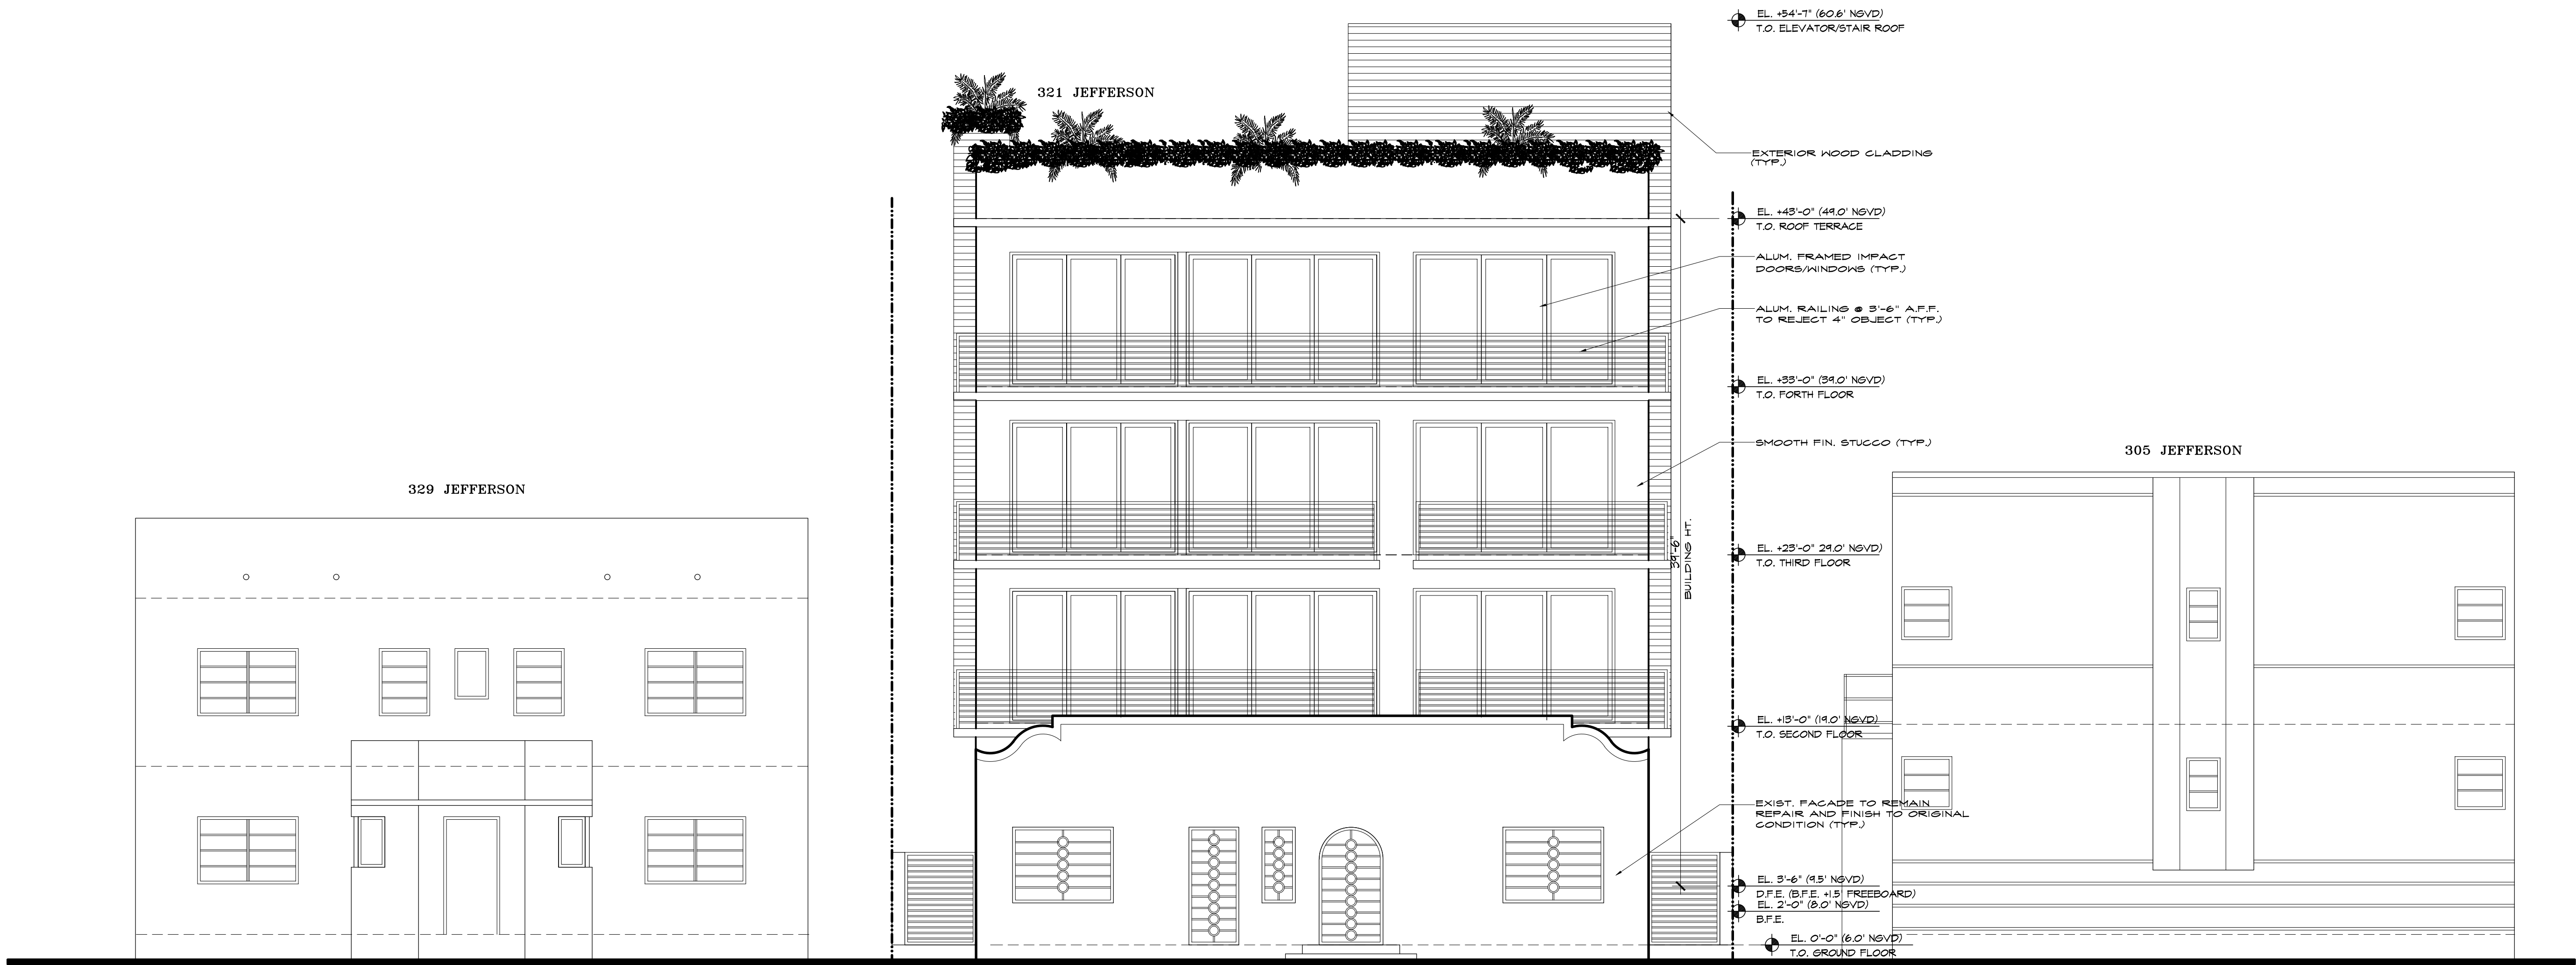 EL. +54'-7" (60.6' NGVD)
T.O. ELEVATOR/STAIR ROOF
321 JEFFERSON
EXTERIOR WOOD CLADDING
(TYP.)
EL. +43'-0" (49.0' NGVD)
T.O. ROOF TERRACE
ALUM. FRAMED IMPACT
DOORS/WINDOWS (TYP.)
ALUM. RAILING @ 3'-6" A.F.F.
TO REJECT 4" OBJECT (TYP.)
EL. +33'-0" (39.0' NGVD)
T.O. FORTH FLOOR
SMOOTH FIN. STUCCO (TYP.)
305 JEFFERSON
329 JEFFERSON
39'-6"
BUILDING HT.
EL. +23'-0" 29.0' NGVD)
T.O. THIRD FLOOR
EL. +13'-0" (19.0' NGVD)
T.O. SECOND FLOOR
EXIST. FACADE TO REMAIN
REPAIR AND FINISH TO ORIGINAL
CONDITION (TYP.)
EL. 3'-6" (9.5' NGVD)
D.F.E. (B.F.E. +1.5' FREEBOARD)
EL. 2'-0" (8.0' NGVD)
B.F.E.
EL. 0'-0" (6.0' NGVD)
T.O. GROUND FLOOR